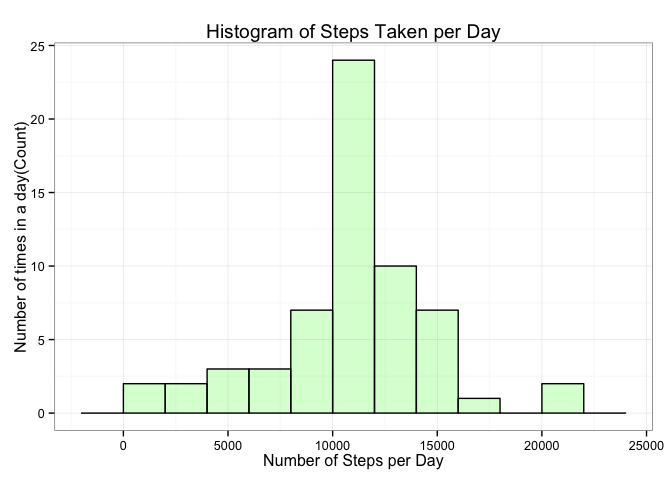 Histogram of Steps Taken per Day
Number of times in a day(Count)
25
20
15
10
5
0
0 5000 10000 15000 20000 25000
Number of Steps per Day